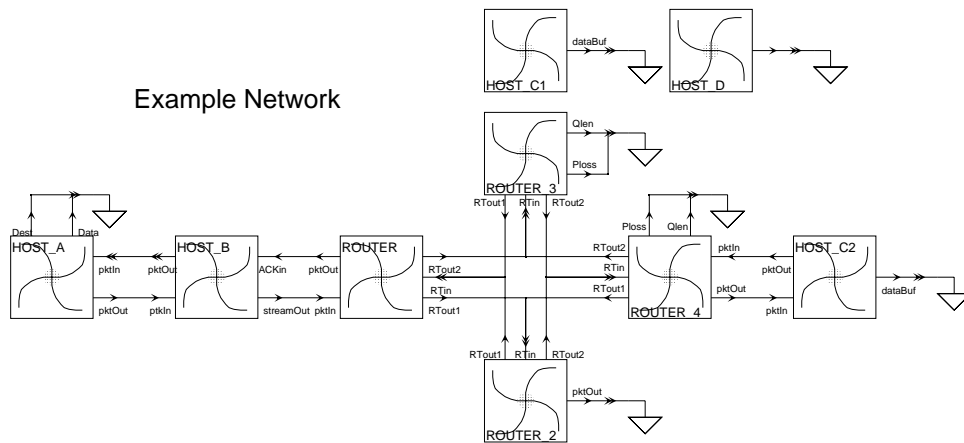 dataBuf
HOST_C1
HOST_D
Example Network
Qlen
Ploss
ROUTER_3
RTout1
RTin
RTout2
Dest
Data
Ploss
Qlen
HOST_A
HOST_B
ROUTER
HOST_C2
pktIn
pktOut
ACKin
pktOut
RTout2
RTout2
pktIn
pktOut
RTin
RTin
dataBuf
pktOut
ptkIn
streamOut
pktIn
RTout1
RTout1
ROUTER_4
pktOut
pktIn
RTout1
RTin
RTout2
pktOut
ROUTER_2